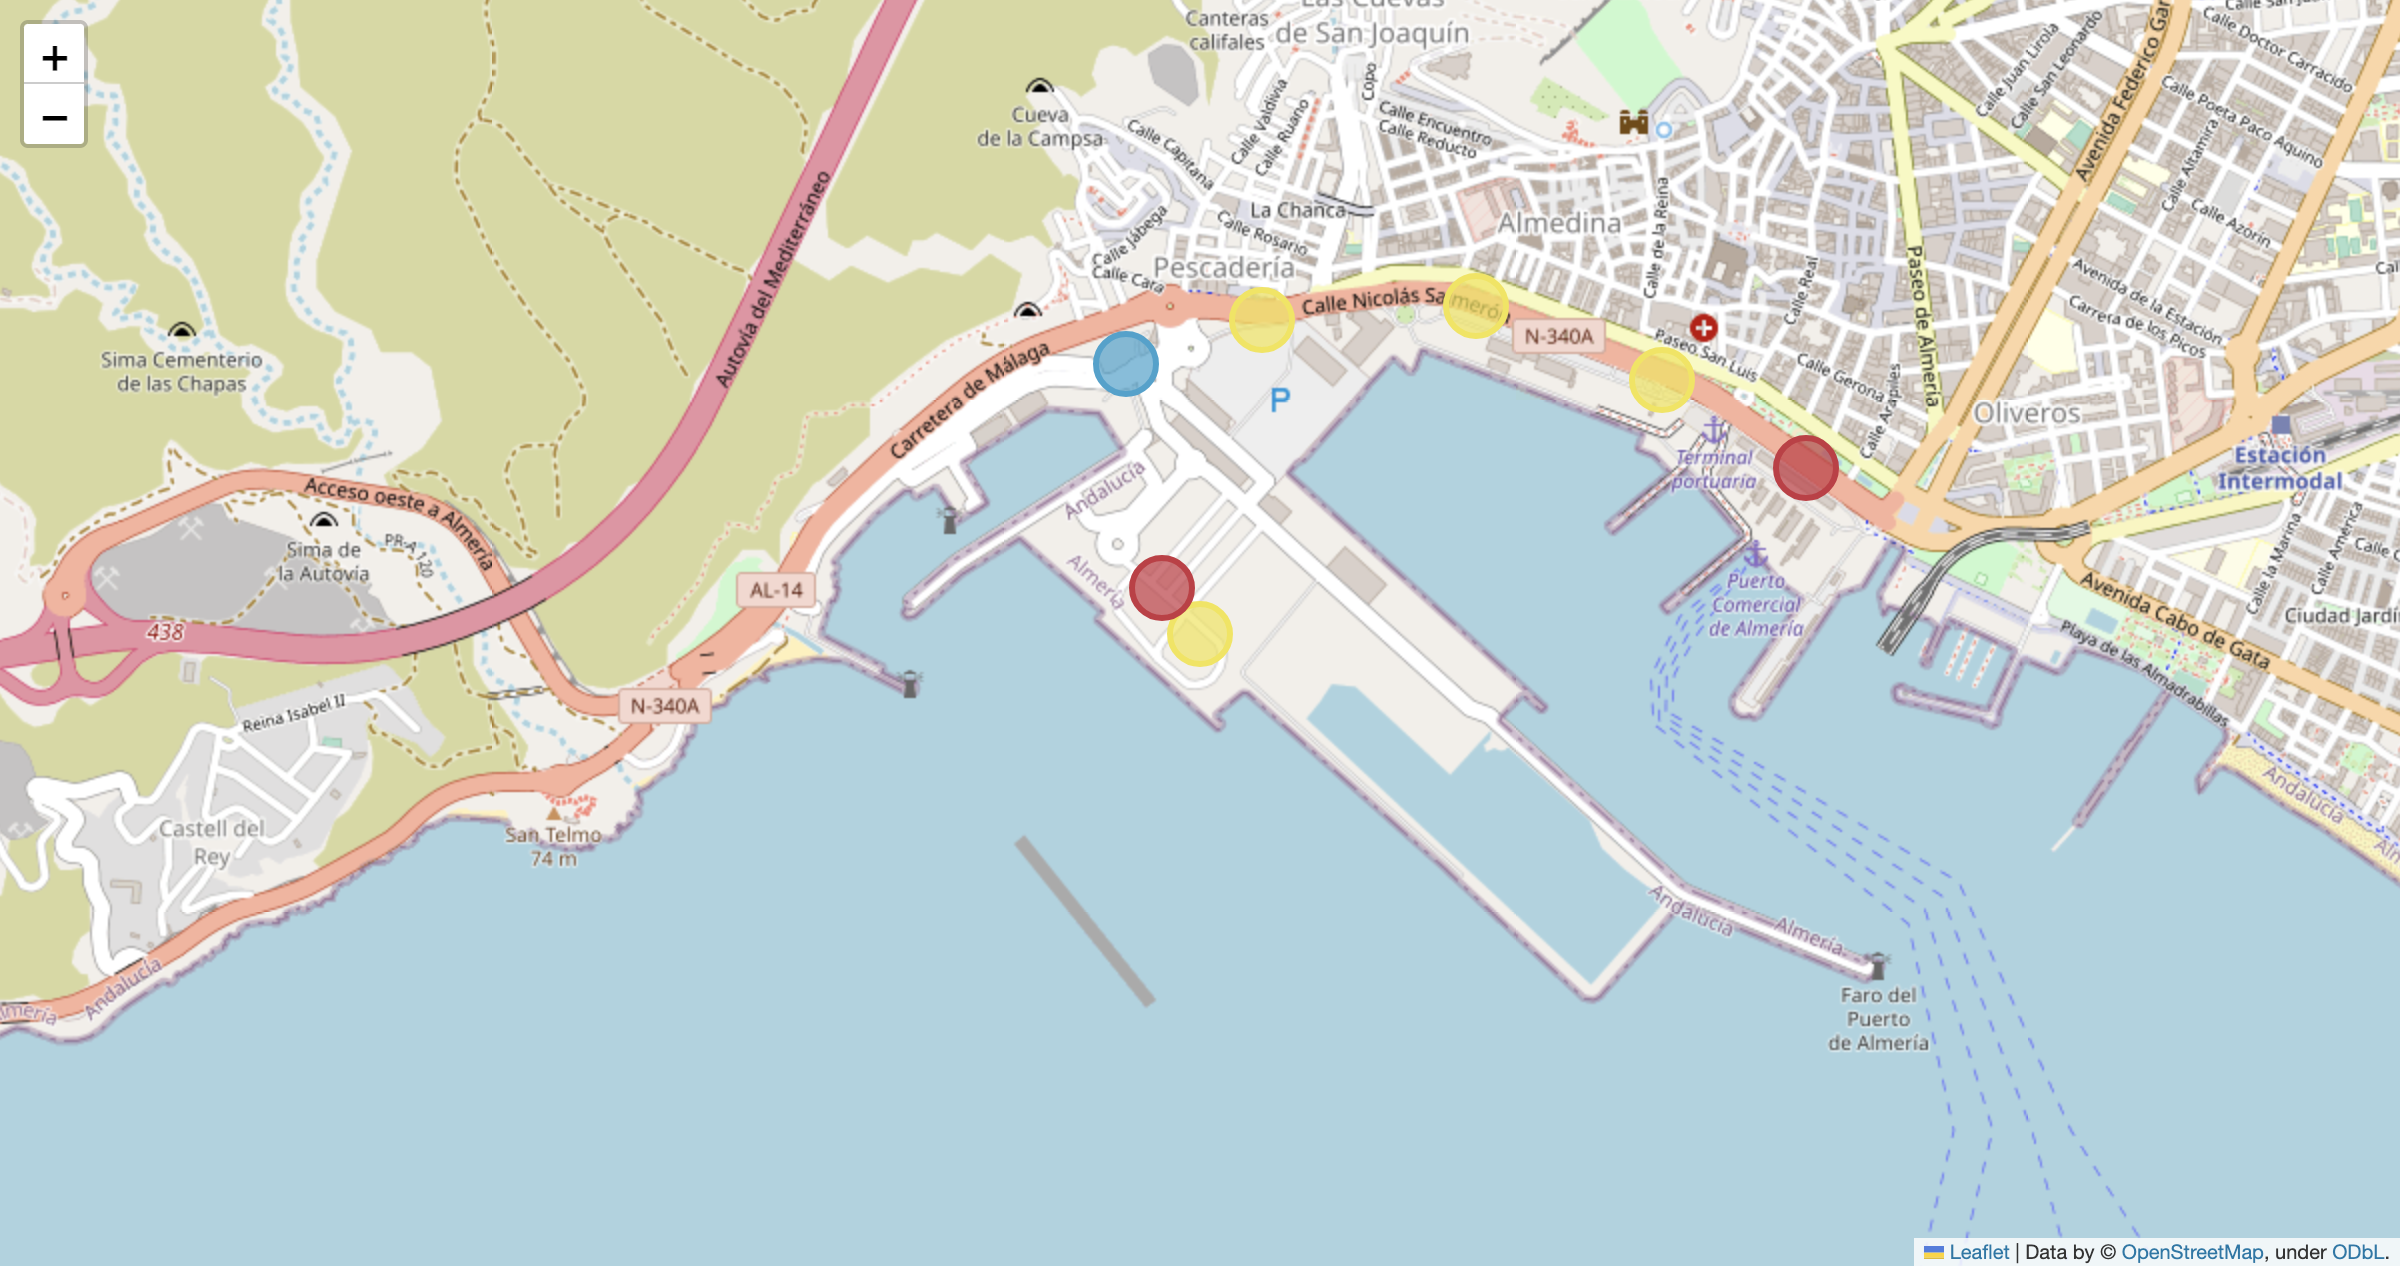 +
−
Canteras
califales
Las Cuevas
de San Joaquín
Cueva
de la Campsa
Calle Capitana
Calle Valdivia
Calle Ruano
Copo
Calle Encuentro
Calle Reducto
La Chanca
Calle Jábega
Calle Rosario
Calle Cara
Pescadería
Almedina
Calle de la Reina
Calle Real
Paseo de Almería
Avenida Federico Gar
Calle Juan Lirola
Calle San Leonardo
Calle Doctor Carracido
Calle Poeta Paco Aquino
Calle Altamira
Calle Azorín
Avenida de la Estación
Carrera de los Picos
Autovía del Mediterráneo
Sima Cementerio
de las Chapas
Carretera de Málaga
Calle Nicolás Salmerón
N-340A
Paseo San Luis
Calle Gerona
Calle Arapiles
Oliveros
P
Terminal
portuaria
Estación
Intermodal
Acceso oeste a Almería
Sima de
la Autovía
PR-A 120
Andalucía
Almería
AL-14
Puerto
Comercial
de Almería
Calle la Marina
Calle América
Calle C
Avenida Cabo de Gata
Ciudad Jardí
Playa de las Almadrabillas
438
N-340A
Reina Isabel II
Castell del
Rey
San Telmo
74 m
Andalucía
Alm
Andalucía
Almería
Faro del
Puerto
de Almería
lmería
Andalucía
Leaflet | Data by © OpenStreetMap, under ODbL.